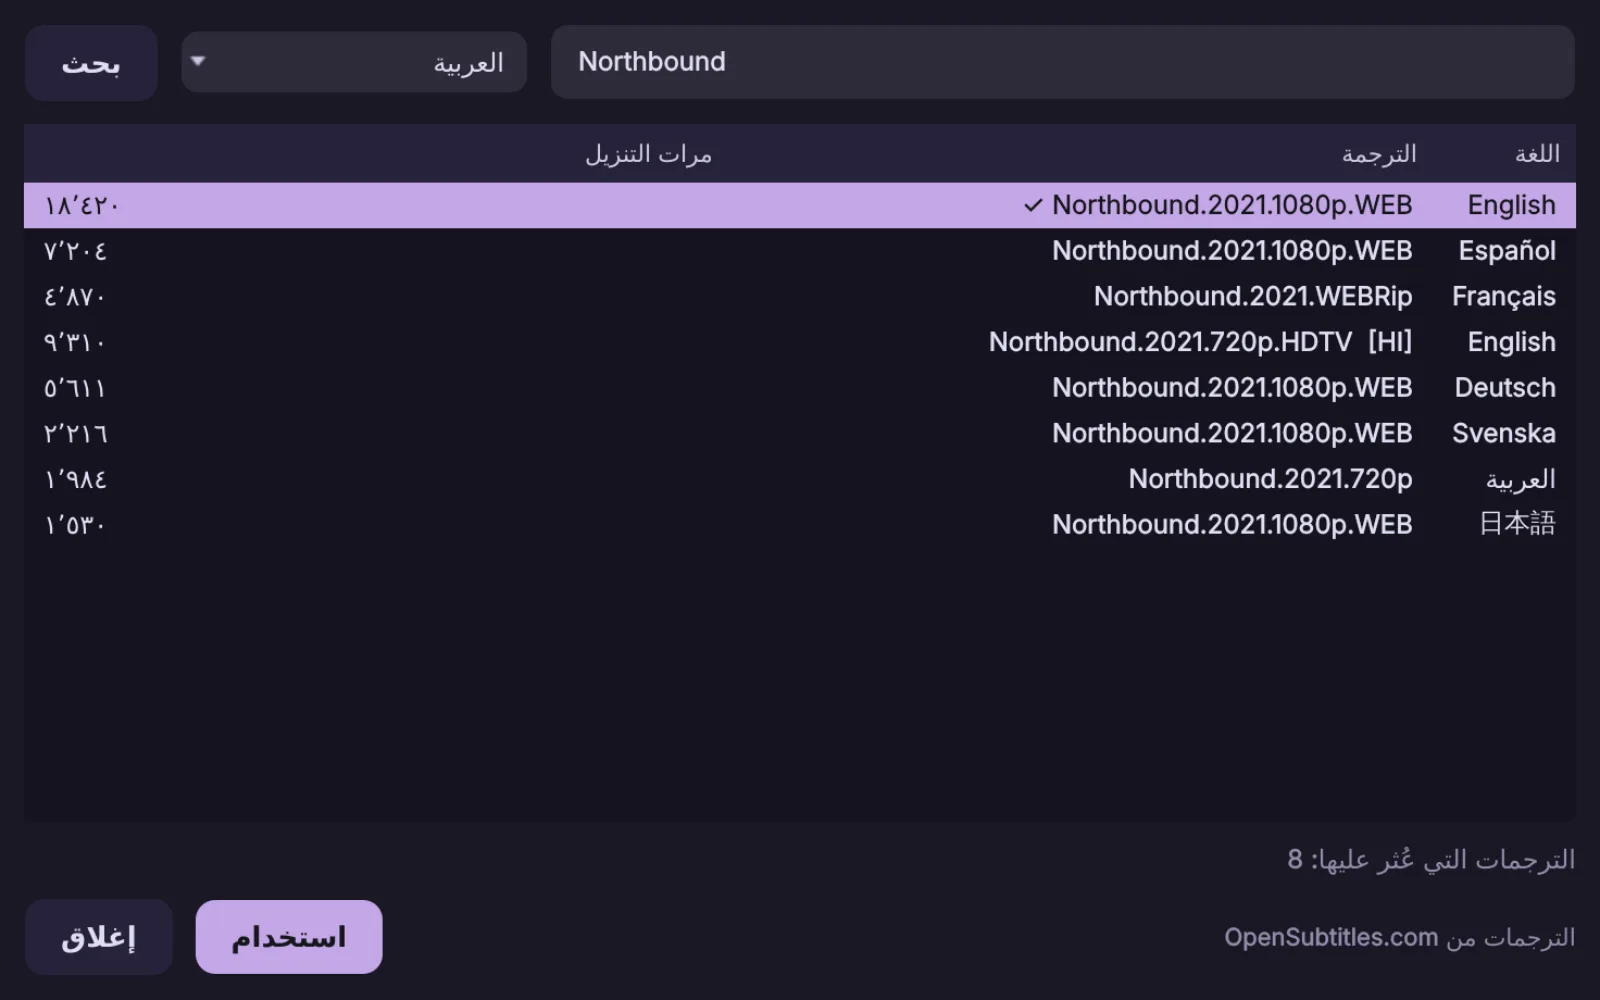 Northbound العربية بحث
اللغة الترجمة مرات التنزيل
English Northbound.2021.1080p.WEB ✓ ١٨٬٤٢٠
Español Northbound.2021.1080p.WEB ٧٬٢٠٤
Français Northbound.2021.WEBRip ٤٬٨٧٠
English Northbound.2021.720p.HDTV [HI] ٩٬٣١٠
Deutsch Northbound.2021.1080p.WEB ٥٬٦١١
Svenska Northbound.2021.1080p.WEB ٢٬٢١٦
العربية Northbound.2021.720p ١٬٩٨٤
日本語 Northbound.2021.1080p.WEB ١٬٥٣٠
الترجمات التي عُثر عليها: 8
الترجمات من OpenSubtitles.com استخدام إغلاق